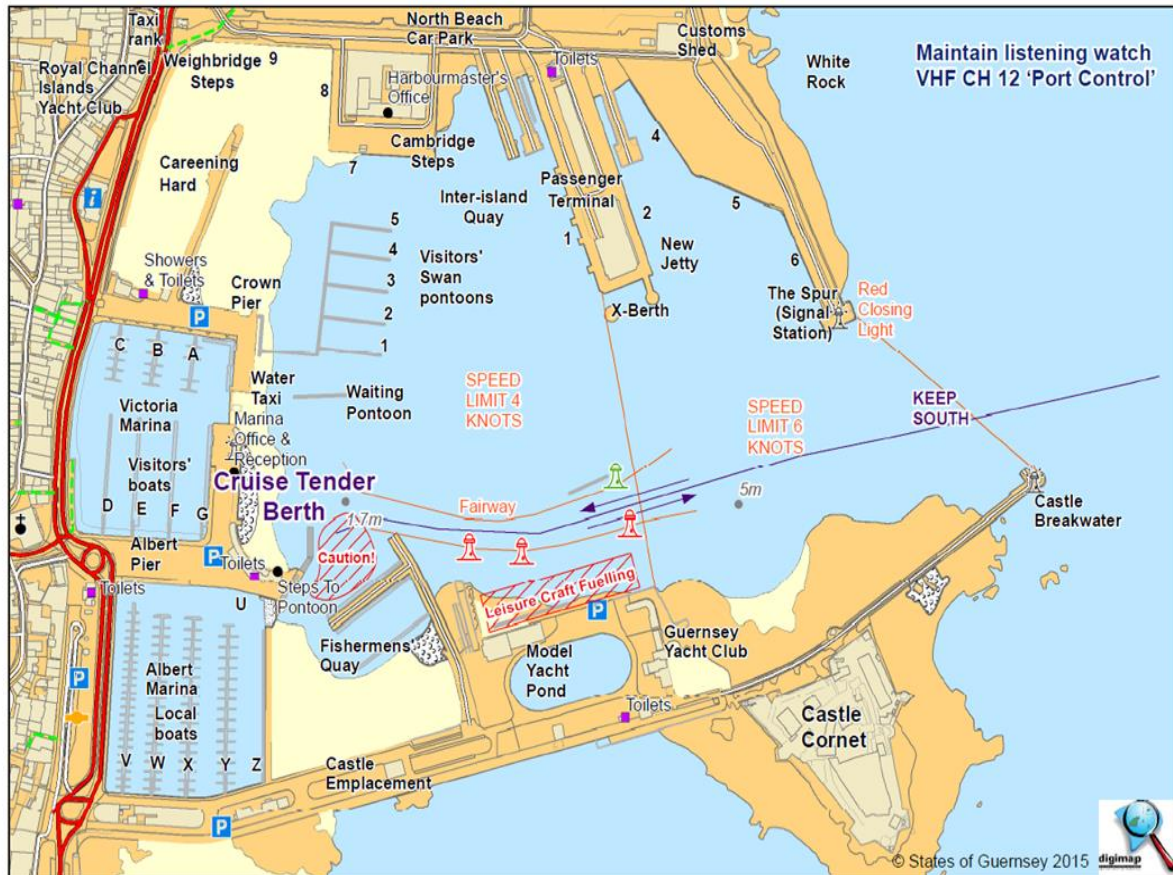 Taxi
rank
North Beach
Car Park
Customs
Shed
White
Rock
Maintain listening watch
VHF CH 12 'Port Control'
Royal Channel
Islands
Yacht Club
Weighbridge
Steps
9
8
Harbourmaster's
Office
Toilets
Cambridge
Steps
7
4
Careening
Hard
i
Inter-island
Quay
Passenger
Terminal
1
2
5
6
New
Jetty
5
4
3
2
1
Visitors'
Swan
pontoons
Showers
& Toilets
Crown
Pier
P
X-Berth
The Spur
(Signal
Station)
Red
Closing
Light
C
B
A
Water
Taxi
Waiting
Pontoon
SPEED
LIMIT 4
KNOTS
SPEED
LIMIT 6
KNOTS
KEEP
SOUTH
Victoria
Marina
Marina
Office &
Reception
Visitors'
boats
D
E
F
G
Cruise Tender
Berth
1.7m
Fairway
5m
Castle
Breakwater
Albert
Pier
P
Toilets
Caution!
Steps To
Pontoon
Toilets
U
Leisure Craft Fuelling
P
Fishermens'
Quay
Model
Yacht
Pond
Guernsey
Yacht Club
Toilets
P
Albert
Marina
Local
boats
V
W
X
Y
Z
Castle
Cornet
Castle
Emplacement
P
© States of Guernsey 2015
digimap